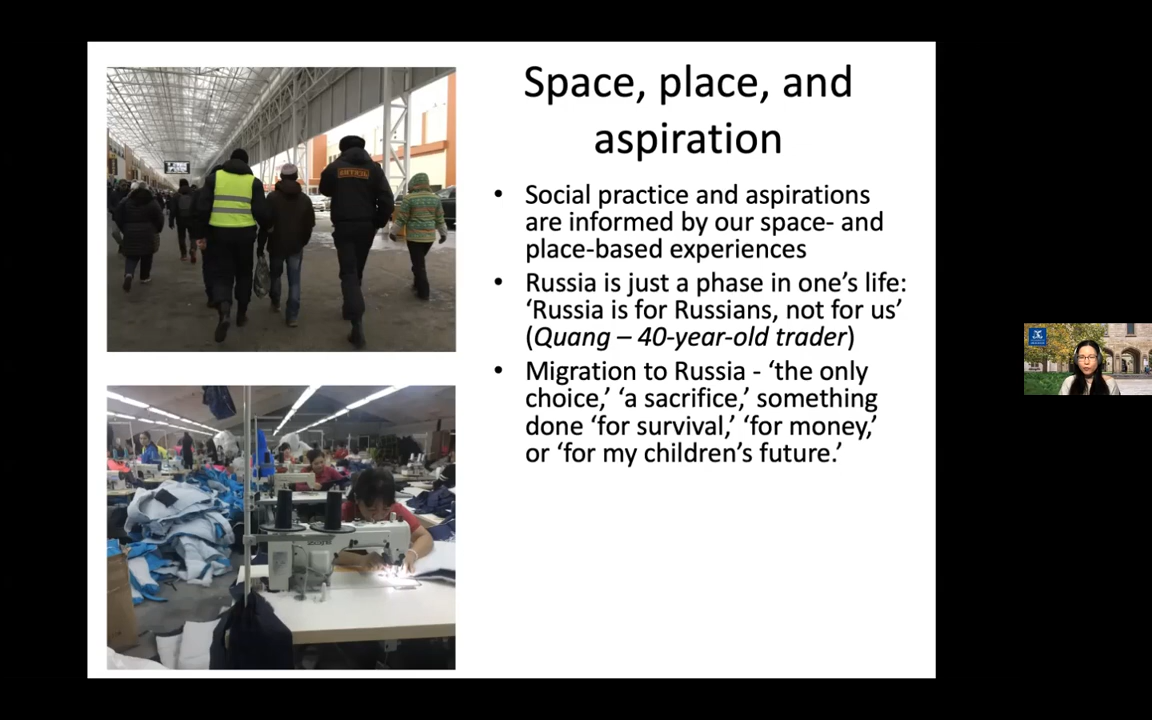 Space, place, and
aspiration
• Social practice and aspirations
are informed by our space- and
place-based experiences
• Russia is just a phase in one’s life:
‘Russia is for Russians, not for us’
(Quang – 40-year-old trader)
• Migration to Russia - ‘the only
choice,’ ‘a sacrifice,’ something
done ‘for survival,’ ‘for money,’
or ‘for my children’s future.’